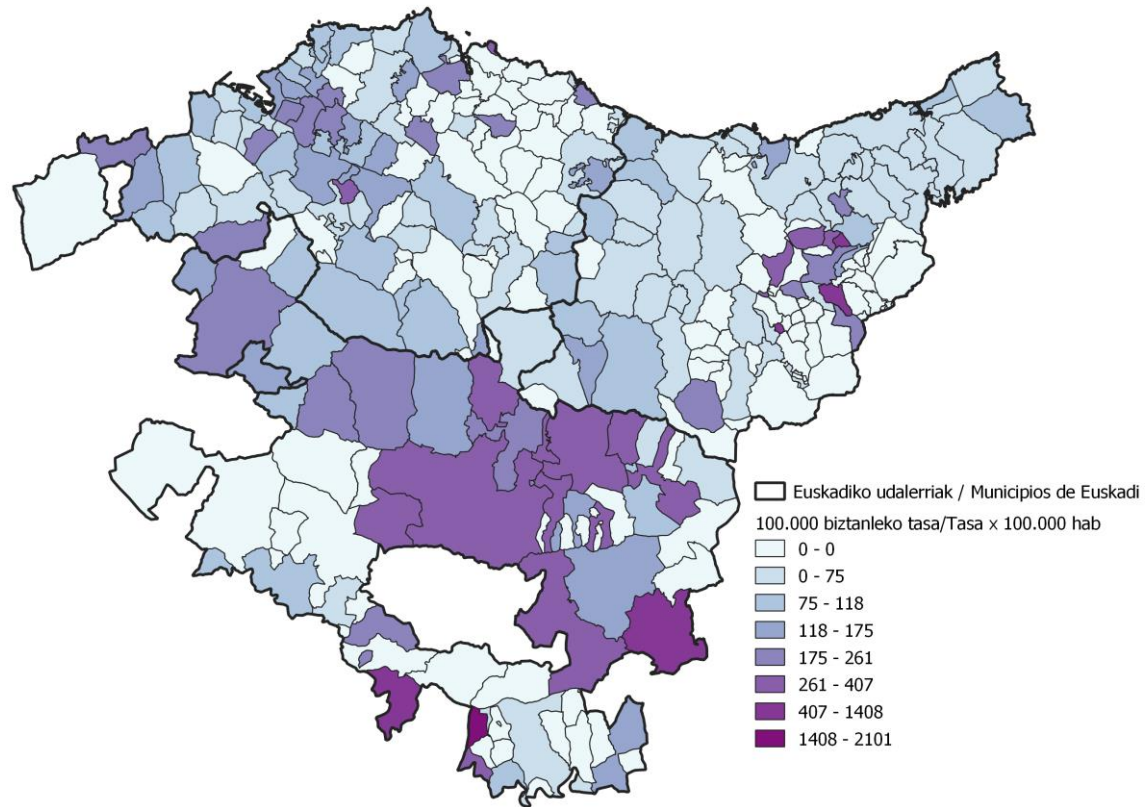 Euskadiko udalerriak / Municipios de Euskadi
100.000 biztanleko tasa/Tasa x 100.000 hab
0 - 0
0 - 75
75 - 118
118 - 175
175 - 261
261 - 407
407 - 1408
1408 - 2101